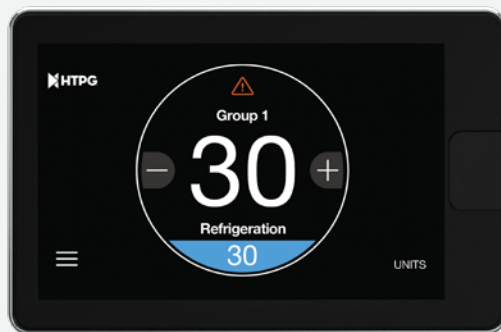 HTPG
Group 1
30
Refrigeration
30
UNITS